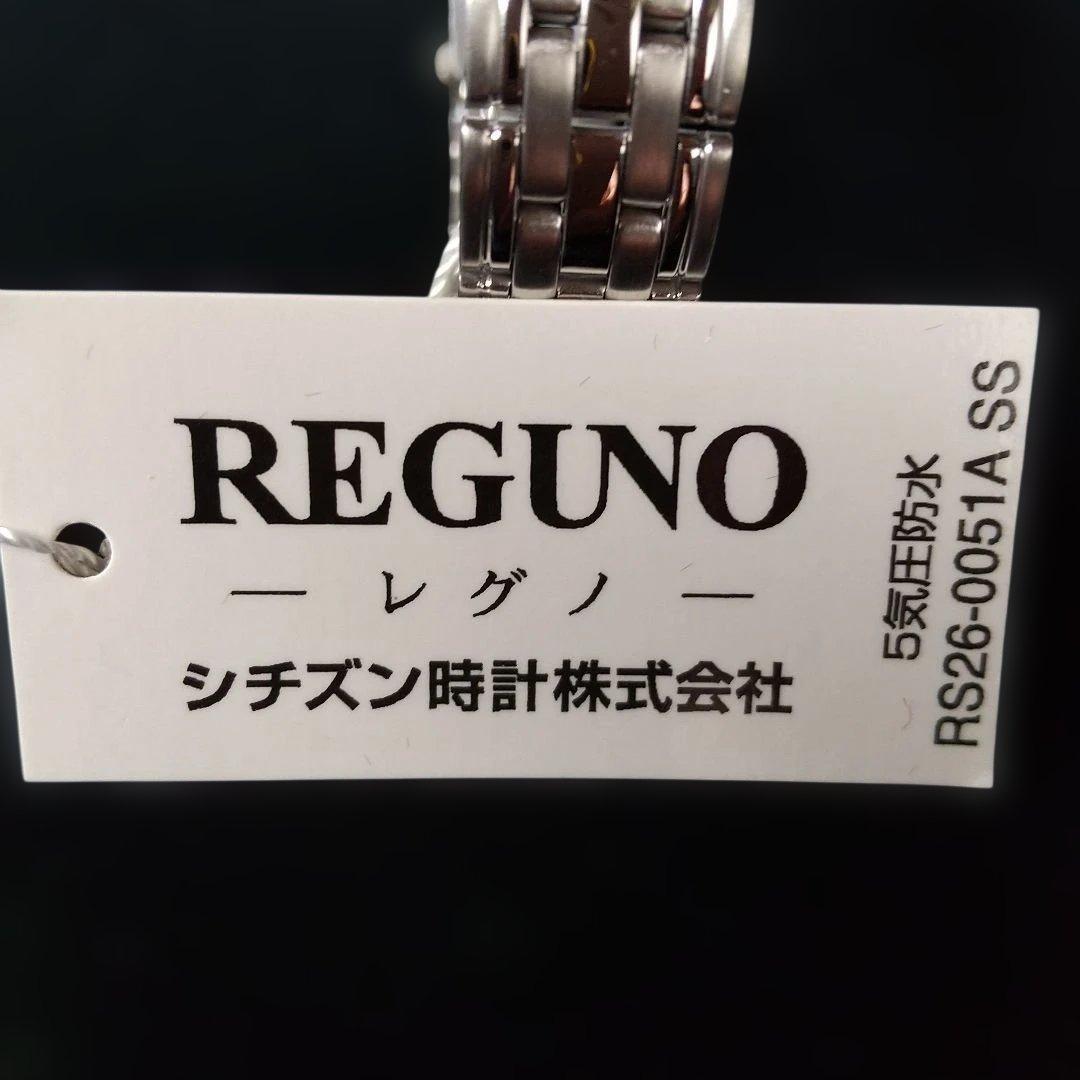 REGUNO
— レグノ —
シチズン時計株式会社
5気圧防水
RS26-0051A SS